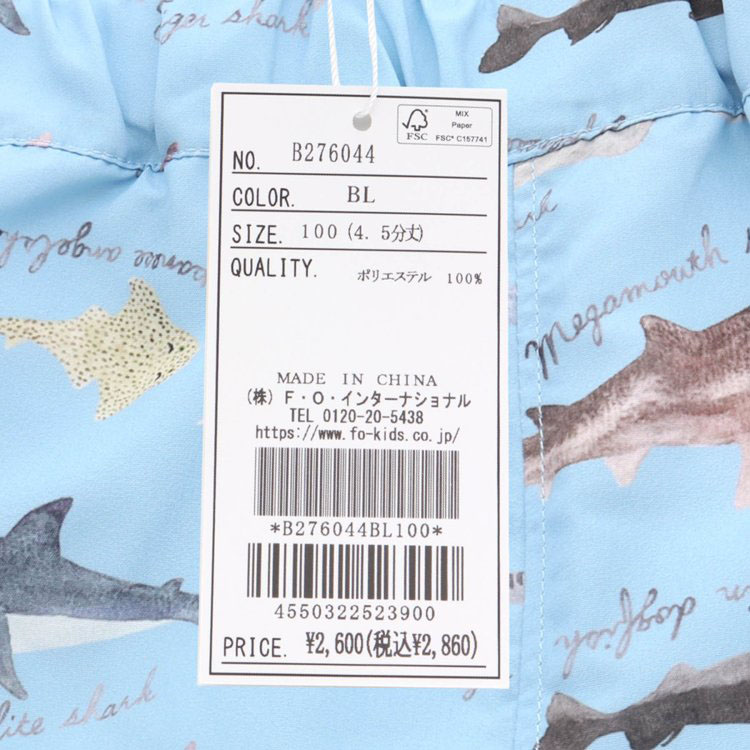 ger shark
MIX
Paper
FSC
FSC® C157741
NO. B276044
COLOR. BL
SIZE. 100 (4. 5分丈)
QUALITY. ポリエステル 100%
MADE IN CHINA
(株) F・O・インターナショナル
TEL 0120-20-5438
https://www.fo-kids.co.jp/
*B276044BL100*
4550322523900
PRICE. ¥2,600(税込¥2,860)
Megamouth s
dogfish
ite shark